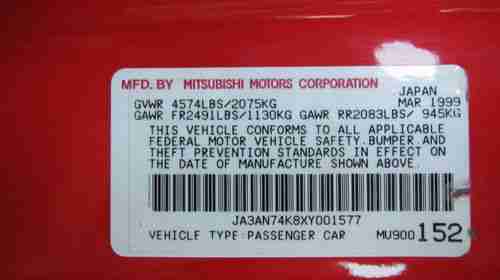 MFD. BY MITSUBISHI MOTORS CORPORATION
JAPAN
GVWR 4574LBS/2075KG MAR 1999
GAWR FR2491LBS/1130KG GAWR RR2083LBS/ 945KG
THIS VEHICLE CONFORMS TO ALL APPLICABLE
FEDERAL MOTOR VEHICLE SAFETY,BUMPER,AND
THEFT PREVENTION STANDARDS IN EFFECT ON
THE DATE OF MANUFACTURE SHOWN ABOVE.
JA3AN74K8XY001577
VEHICLE TYPE:PASSENGER CAR MU900 152